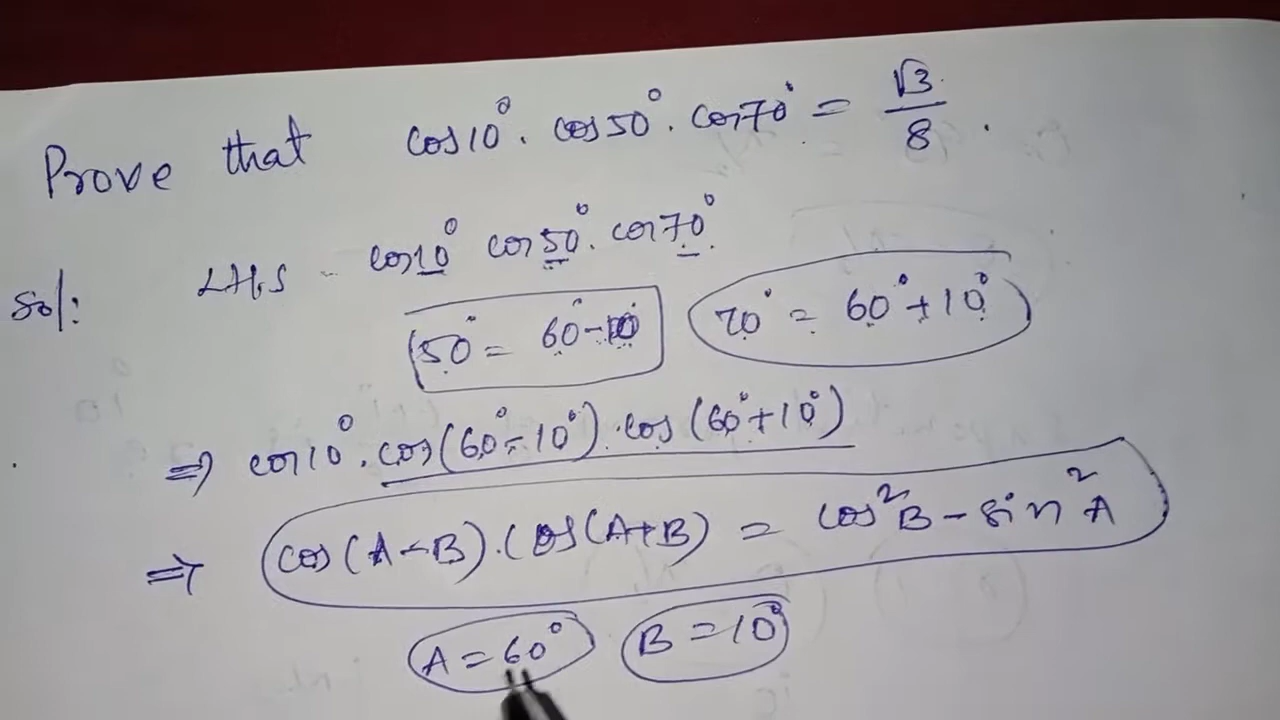 Prove that cos10°. cos50°. cos70° = √3/8.
Sol: LHS - cos10° cos50°. cos70°
50° = 60°-10° 70° = 60°+10°
⇒ cos10°. cos(60°-10°).cos(60°+10°)
⇒ cos(A-B).Cos(A+B) = cos²B - sin²A
A = 60° B = 10°